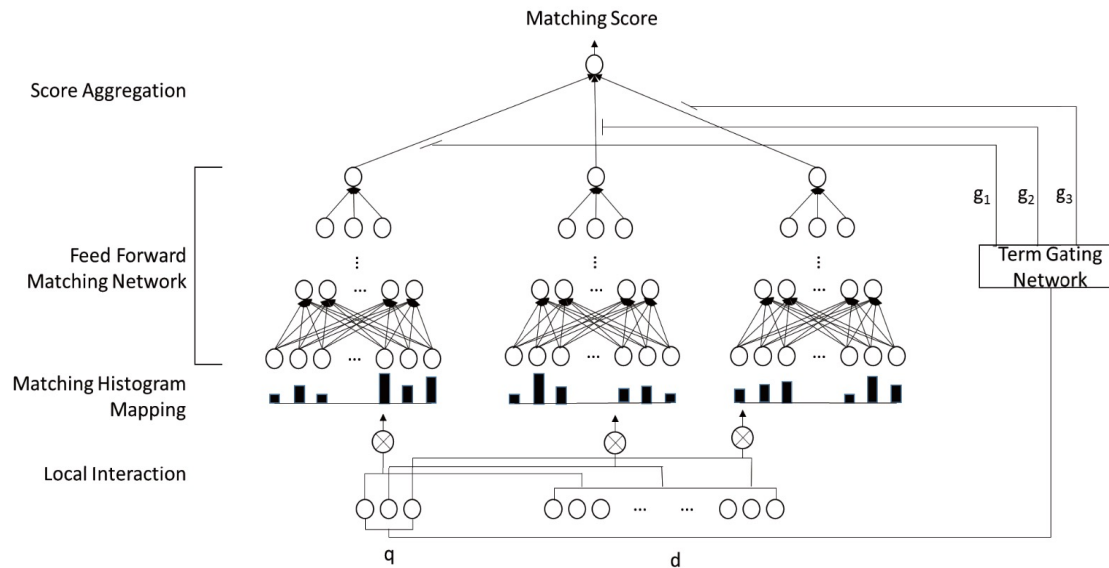 Matching Score
Score Aggregation
g₁ g₂ g₃
Feed Forward
Matching Network
Term Gating
Network
...
...
...
... ... ...
... ... ...
Matching Histogram
Mapping
Local Interaction
... ...
q d